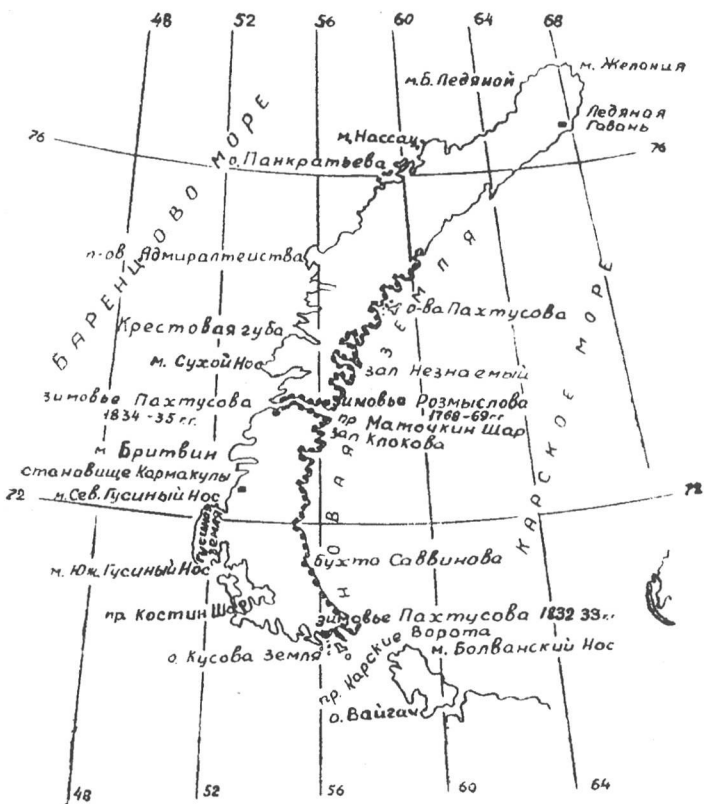 48 52 56 60 64 68
м. Желания
м.Б. Ледяной
Ледяная
Гавань
м. Нассау
76 76
о. Панкратьева
БАРЕНЦОВО МОРЕ
п-ов Адмиралтеиства
НОВАЯ ЗЕМЛЯ
о-ва Пахтусова
Крестовая губа
КАРСКОЕ МОРЕ
м. Сухой Нос
зал Незнаемый
зимовье Пахтусова
1834-35 г.г.
зимовье Розмыслова
1768-69 г.г.
пр. Маточкин Шар
зал Клокова
м Бритвин
становище Кармакулы
м. Сев. Гусиный Нос
72 72
Гусиная
Земля
бухта Саввинова
м. Юж. Гусиный Нос
пр. Костин Шар
зимовье Пахтусова 1832 33 г.г.
пр. Карские Ворота
м. Болванский Нос
о. Кусова Земля
о. Вайгач
48 52 56 60 64